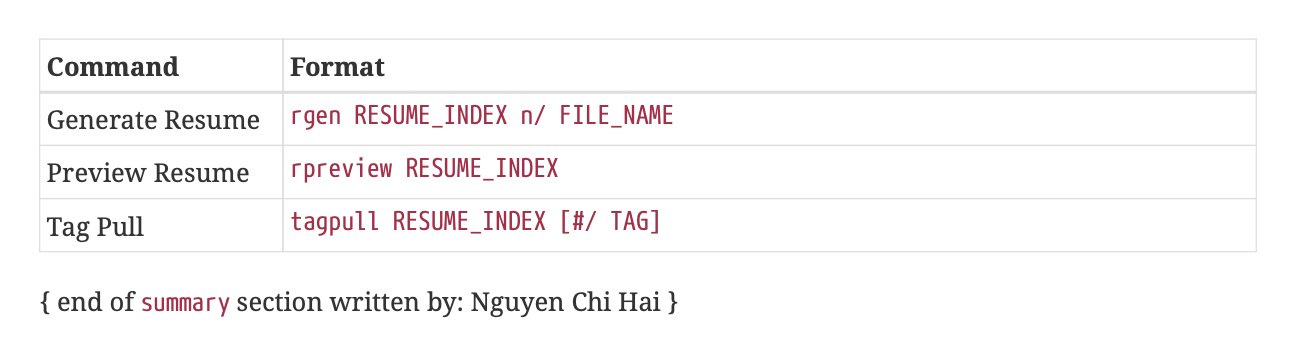 Command Format
Generate Resume rgen RESUME_INDEX n/ FILE_NAME
Preview Resume rpreview RESUME_INDEX
Tag Pull tagpull RESUME_INDEX [#/ TAG]
{ end of summary section written by: Nguyen Chi Hai }